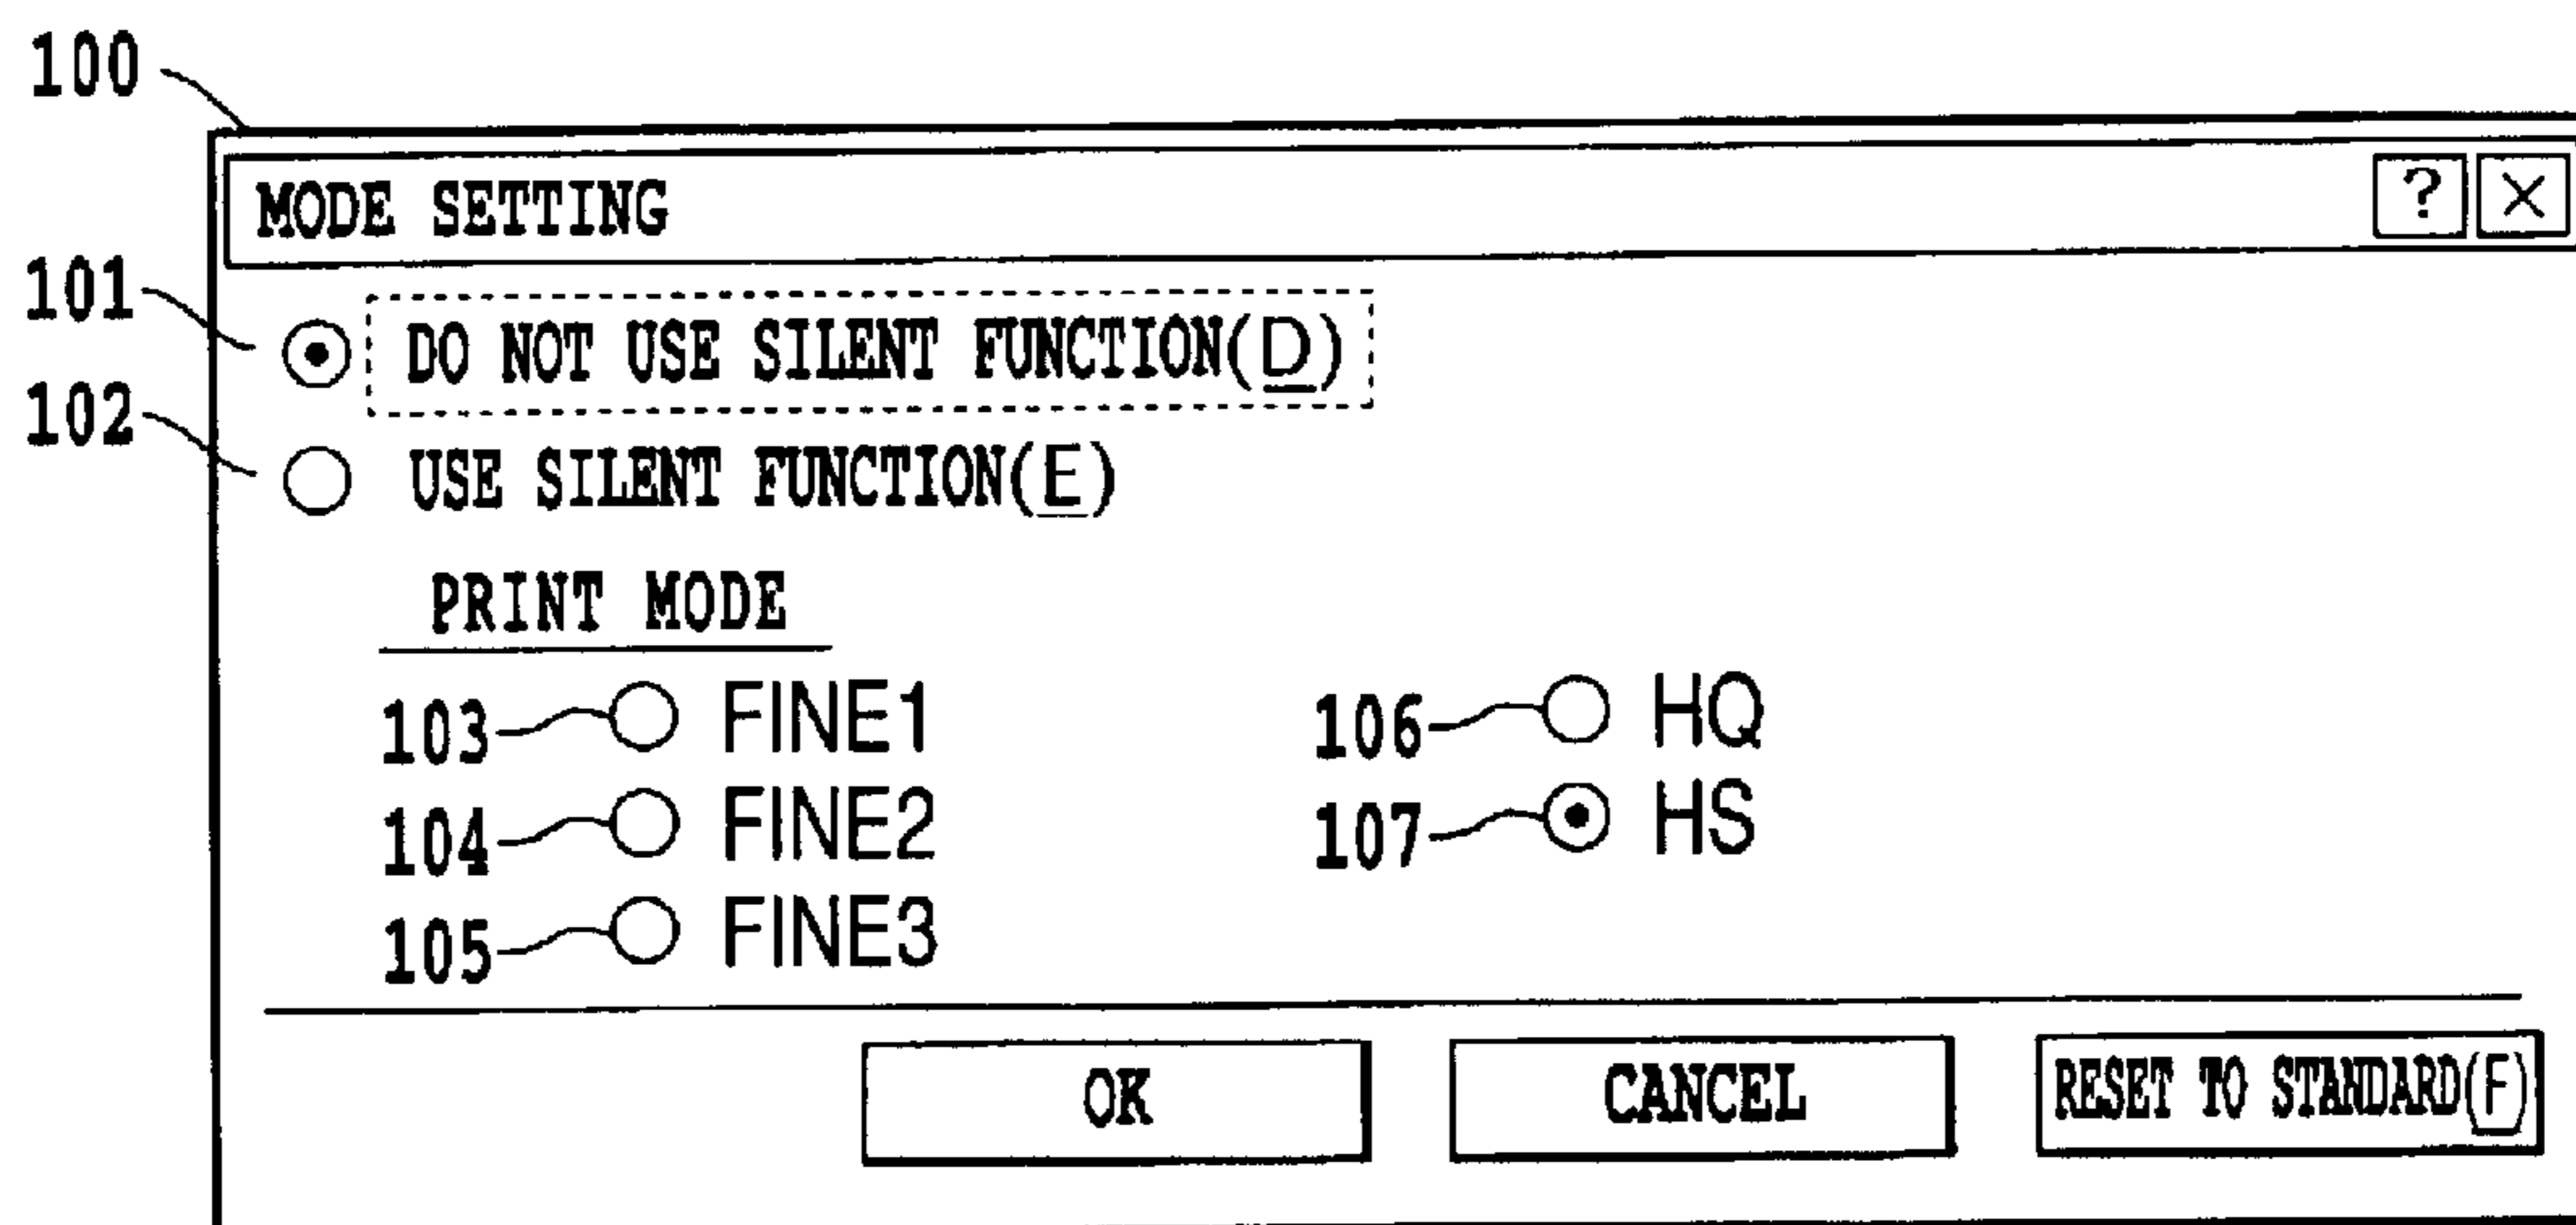 100
MODE SETTING ? ×
101 DO NOT USE SILENT FUNCTION(D)
102 USE SILENT FUNCTION(E)
PRINT MODE
103 FINE1 106 HQ
104 FINE2 107 HS
105 FINE3
OK CANCEL RESET TO STANDARD(F)